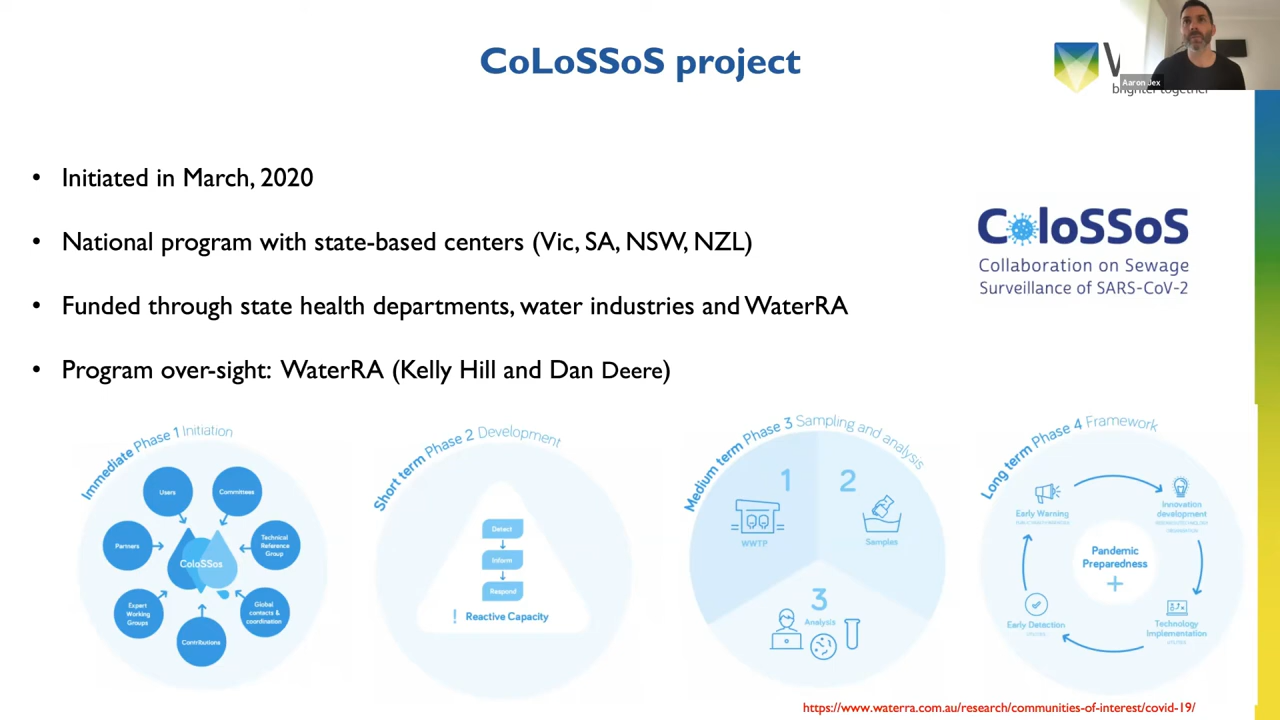 CoLoSSoS project
Aaron Jex
brighter together
• Initiated in March, 2020
• National program with state-based centers (Vic, SA, NSW, NZL)
• Funded through state health departments, water industries and WaterRA
• Program over-sight: WaterRA (Kelly Hill and Dan Deere)
ColoSSoS
Collaboration on Sewage
Surveillance of SARS-CoV-2
Immediate Phase 1 Initiation
Users
Committees
Partners
Technical
Reference
Group
ColoSSos
Expert
Working
Groups
Global
contacts &
coordination
Contributions
Short term Phase 2 Development
Detect
Inform
Respond
! Reactive Capacity
Medium term Phase 3 Sampling and analysis
1
WWTP
2
Samples
3
Analysis
Long term Phase 4 Framework
Early Warning
Innovation
development
Pandemic
Preparedness
+
Early Detection
Technology
Implementation
https://www.waterra.com.au/research/communities-of-interest/covid-19/